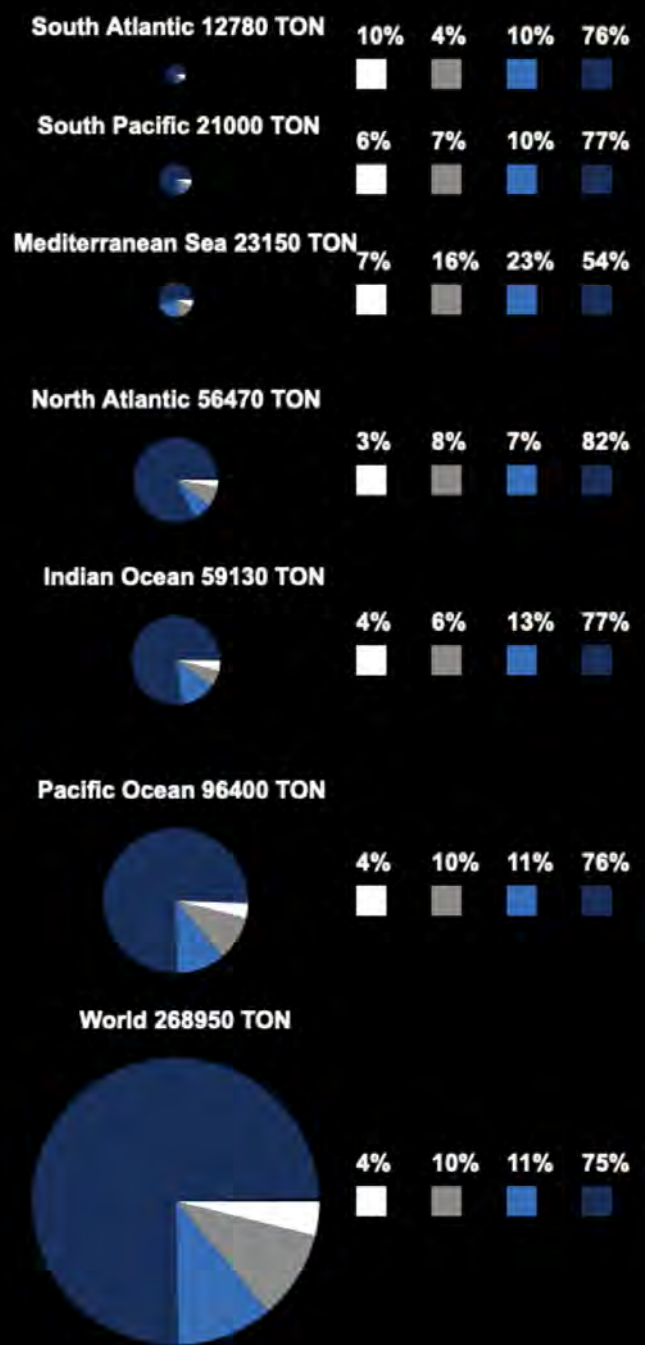 South Atlantic 12780 TON
10% 4% 10% 76%
South Pacific 21000 TON
6% 7% 10% 77%
Mediterranean Sea 23150 TON
7% 16% 23% 54%
North Atlantic 56470 TON
3% 8% 7% 82%
Indian Ocean 59130 TON
4% 6% 13% 77%
Pacific Ocean 96400 TON
4% 10% 11% 76%
World 268950 TON
4% 10% 11% 75%